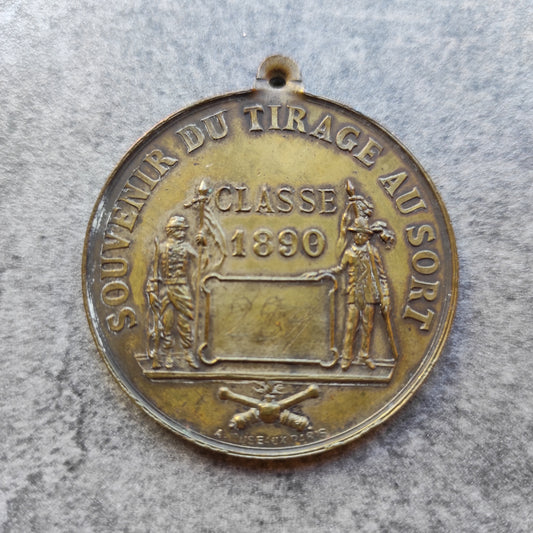 SOUVENIR DU TIRAGE AU SORT
CLASSE
1890